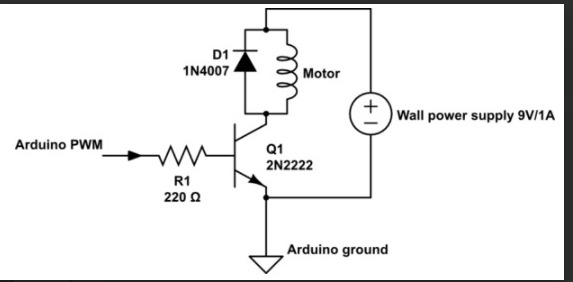 D1
1N4007
Motor
+
−
Wall power supply 9V/1A
Arduino PWM
Q1
2N2222
R1
220 Ω
Arduino ground